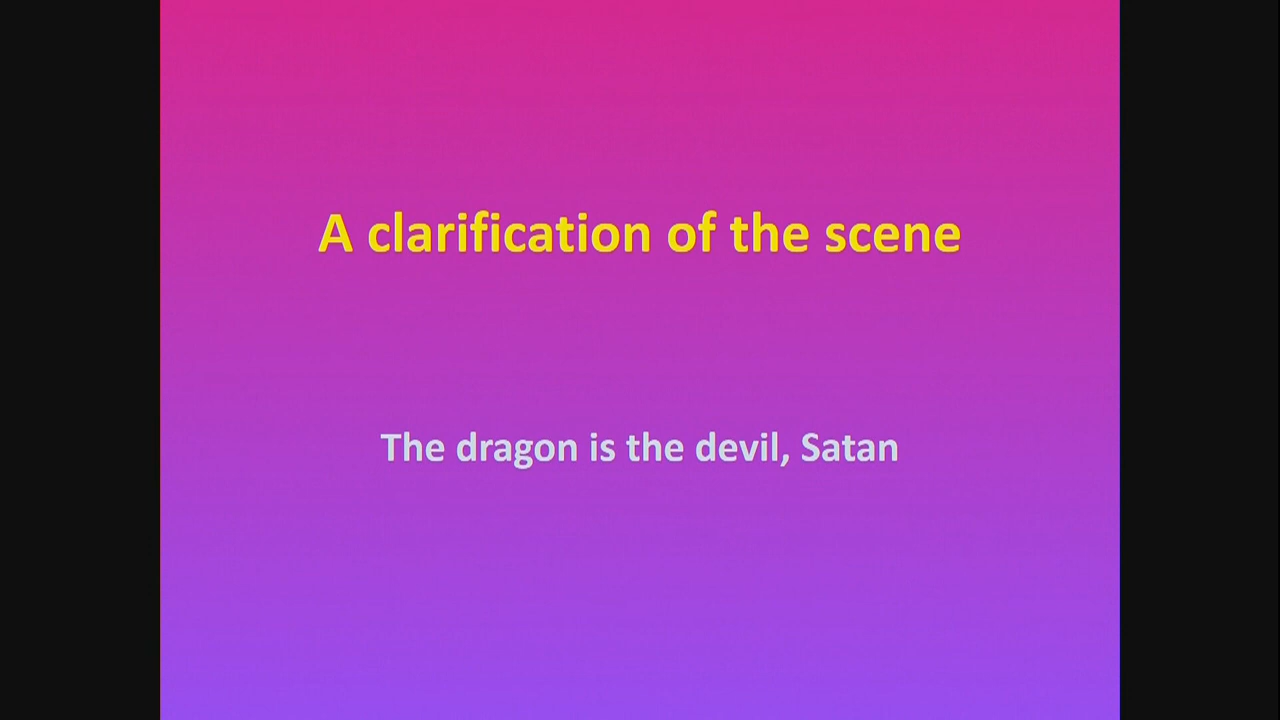 A clarification of the scene
The dragon is the devil, Satan